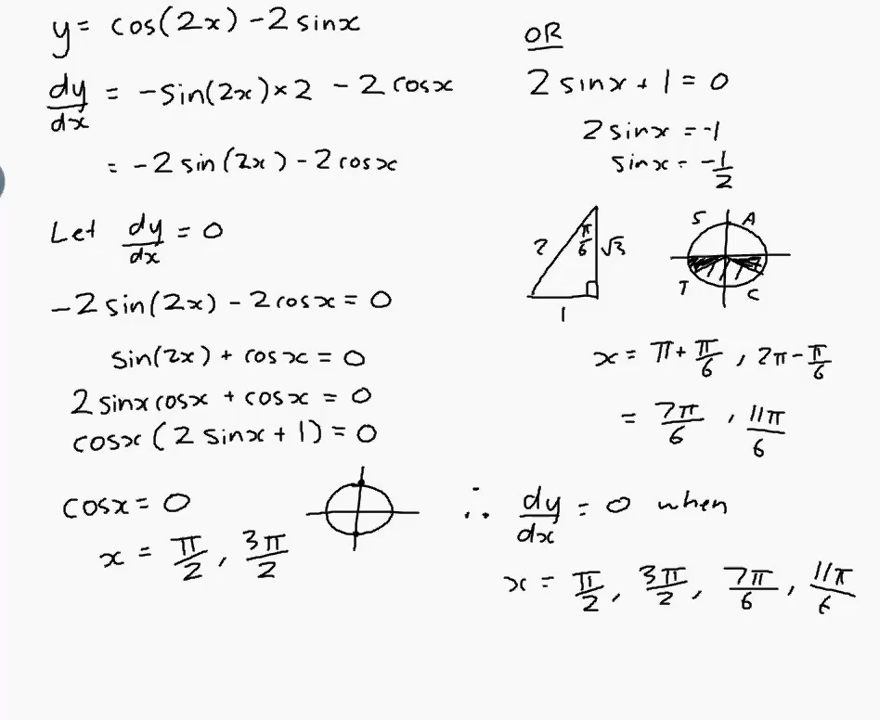 y = cos(2x) - 2 sinx
dy/dx = -sin(2x) × 2 - 2 cosx
= -2 sin(2x) - 2 cosx
Let dy/dx = 0
-2 sin(2x) - 2 cosx = 0
sin(2x) + cosx = 0
2 sinx cosx + cosx = 0
cosx (2 sinx + 1) = 0
cosx = 0
x = π/2, 3π/2
OR
2 sinx + 1 = 0
2 sinx = -1
sinx = -1/2
2 π/6 √3
1
S A
T C
x = π + π/6, 2π - π/6
= 7π/6, 11π/6
∴ dy/dx = 0 when
x = π/2, 3π/2, 7π/6, 11π/6